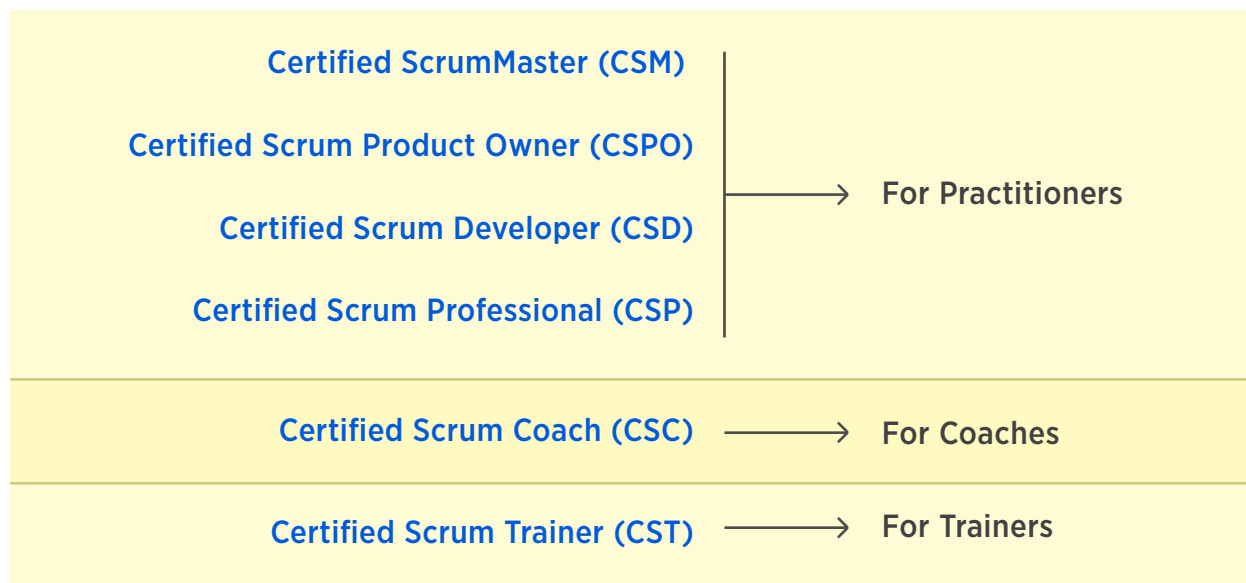 Certified ScrumMaster (CSM)
Certified Scrum Product Owner (CSPO)
Certified Scrum Developer (CSD)
Certified Scrum Professional (CSP)
For Practitioners
Certified Scrum Coach (CSC)
For Coaches
Certified Scrum Trainer (CST)
For Trainers